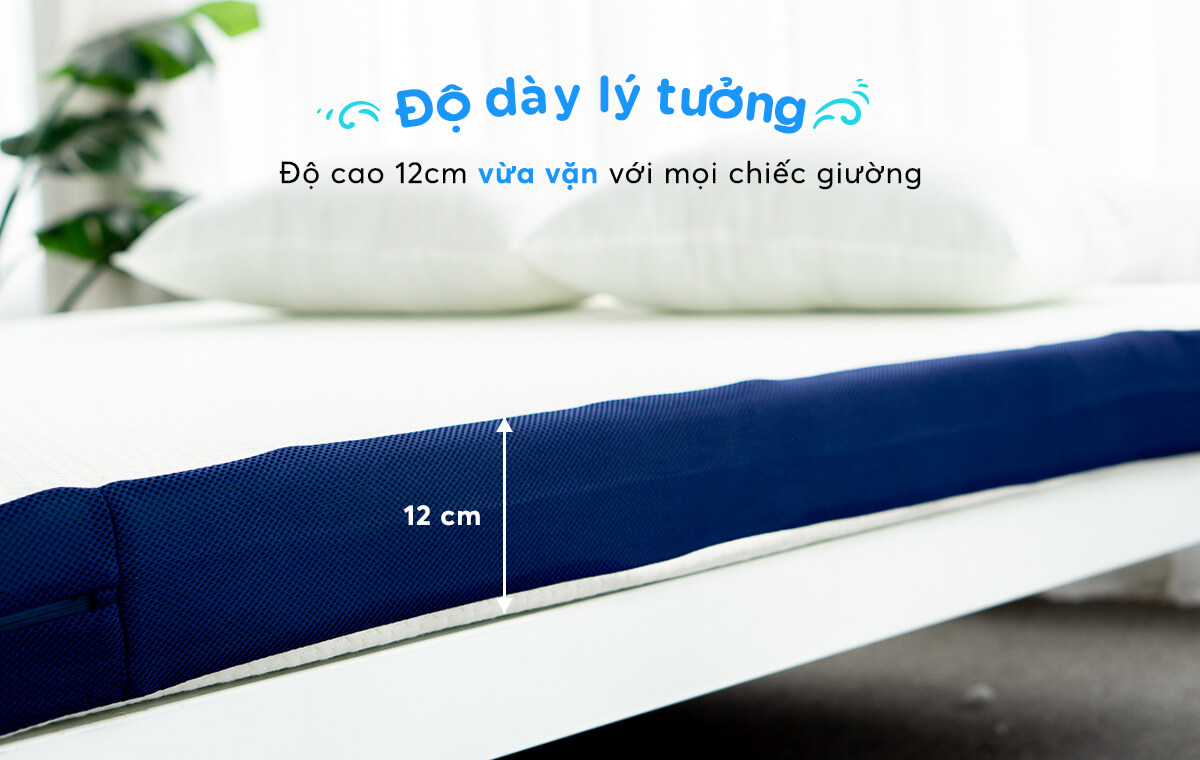 Độ dày lý tưởng
Độ cao 12cm vừa vặn với mọi chiếc giường
12 cm